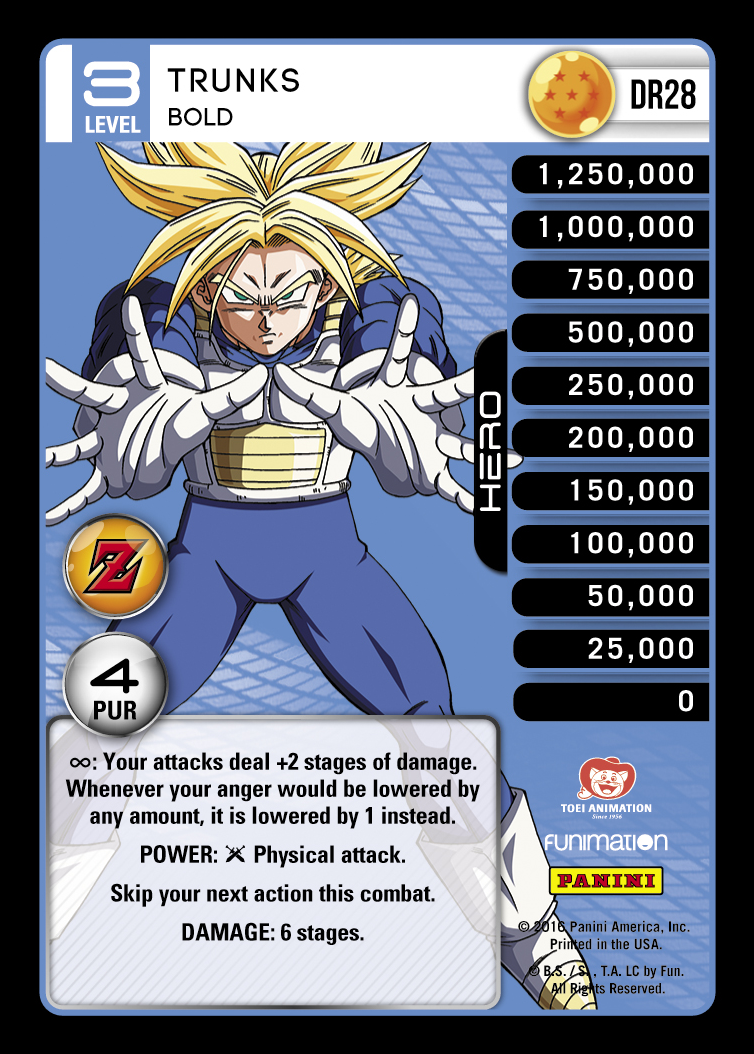 3
LEVEL
TRUNKS
BOLD
DR28
1,250,000
1,000,000
750,000
500,000
250,000
200,000
150,000
100,000
50,000
25,000
0
HERO
Z
4
PUR
∞: Your attacks deal +2 stages of damage.
Whenever your anger would be lowered by
any amount, it is lowered by 1 instead.
POWER: Physical attack.
Skip your next action this combat.
DAMAGE: 6 stages.
TOEI ANIMATION
Since 1956
FUNIMATION
PANINI
© 2016 Panini America, Inc.
Printed in the USA.
© B.S. / S. , T.A. LC by Fun.
All Rights Reserved.